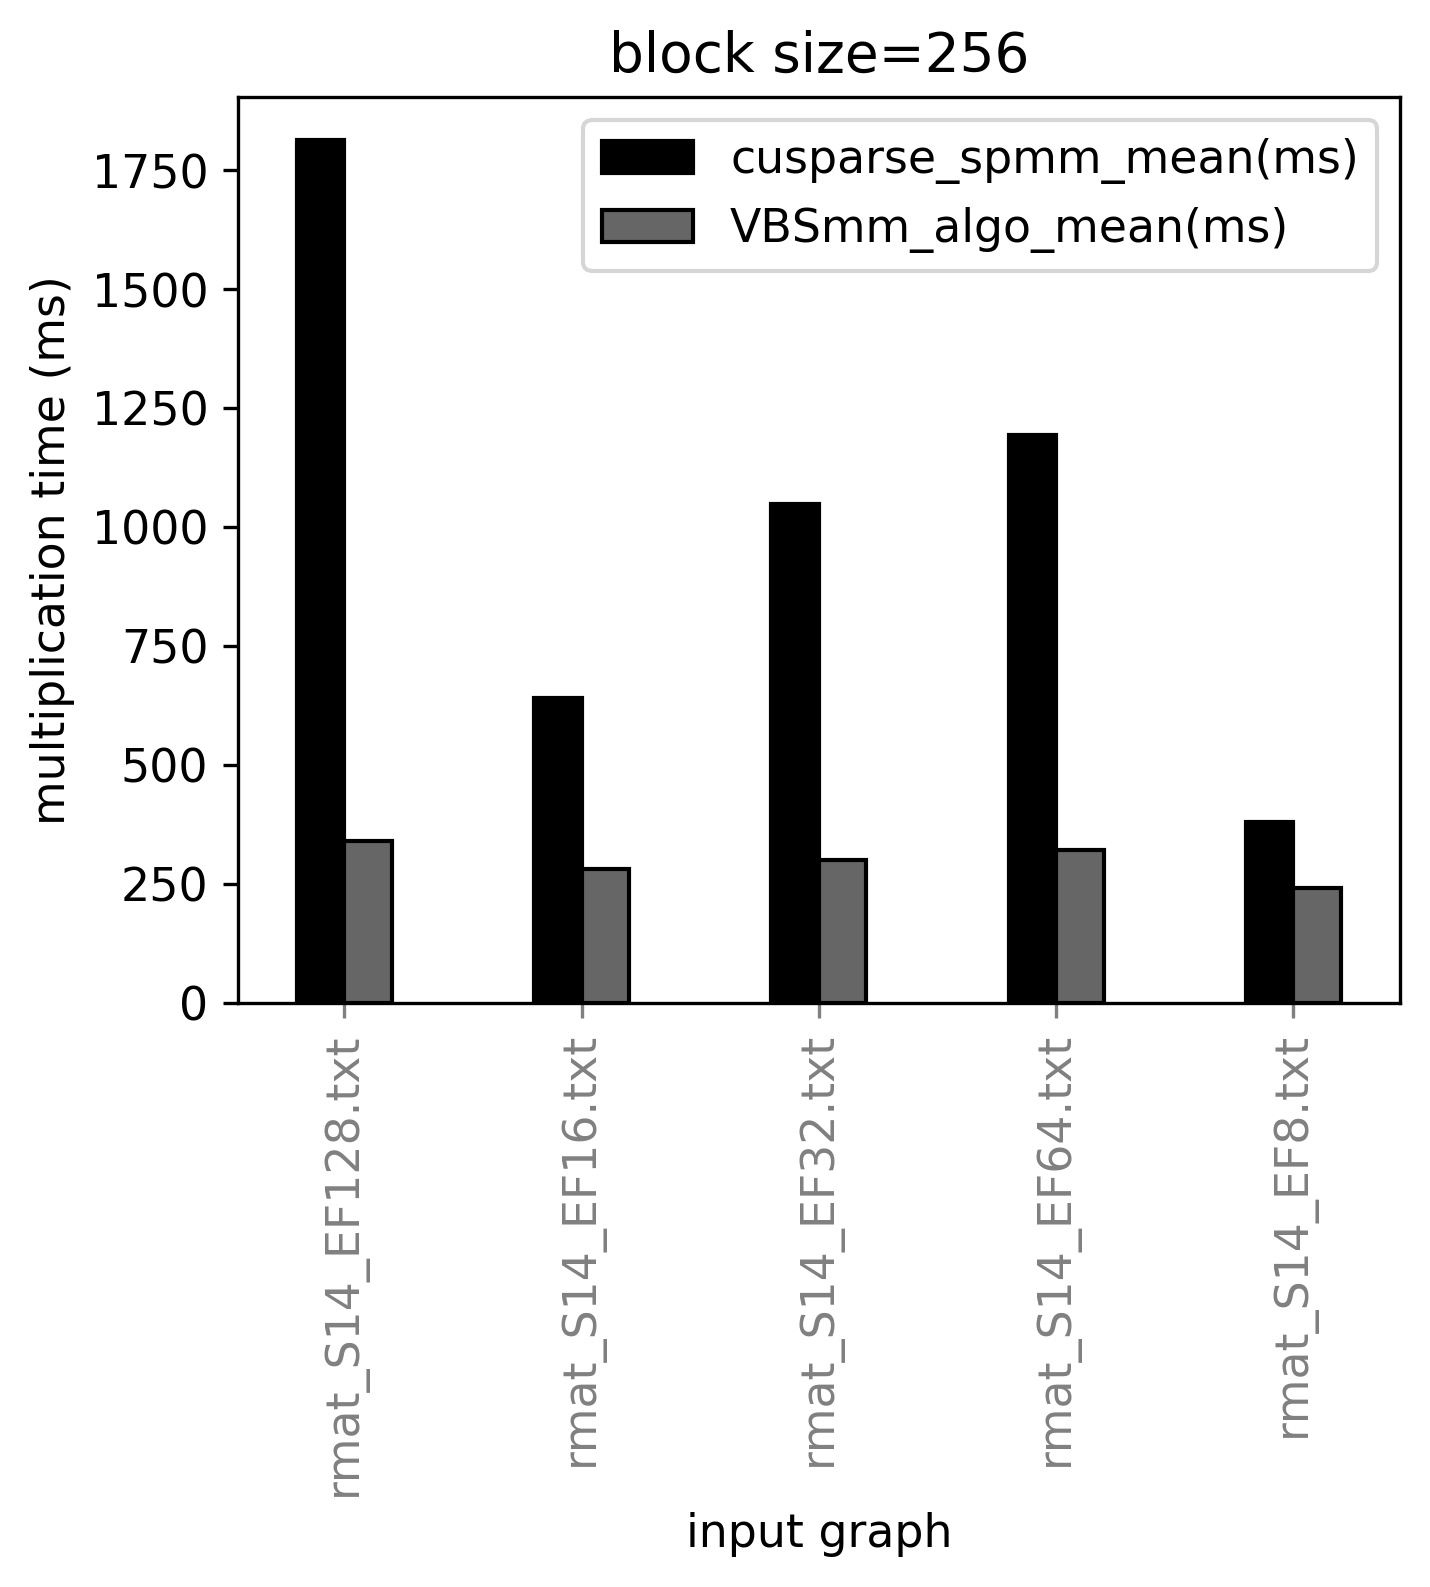 block size=256
cusparse_spmm_mean(ms)
VBSmm_algo_mean(ms)
multiplication time (ms)
1750
1500
1250
1000
750
500
250
0
rmat_S14_EF128.txt
rmat_S14_EF16.txt
rmat_S14_EF32.txt
rmat_S14_EF64.txt
rmat_S14_EF8.txt
input graph